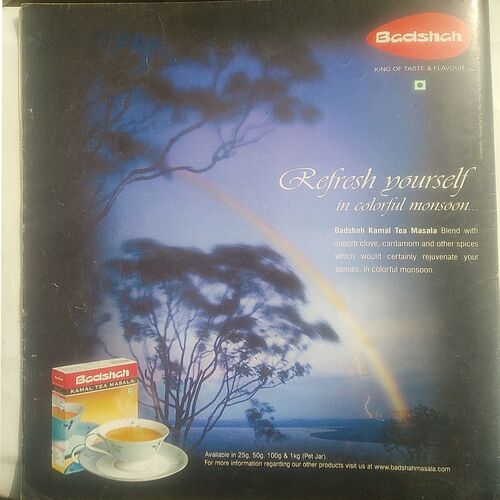 Badshah
KING OF TASTE & FLAVOUR
Refresh yourself
in colorful monsoon...
Badshah Kamal Tea Masala Blend with
superb clove, cardamom and other spices
which would certainly rejuvenate your
senses, in colorful monsoon.
Badshah
KAMAL TEA MASALA
Available in 25g. 50g. 100g & 1kg (Pet Jar).
For more information regarding our other products visit us at www.badshahmasala.com